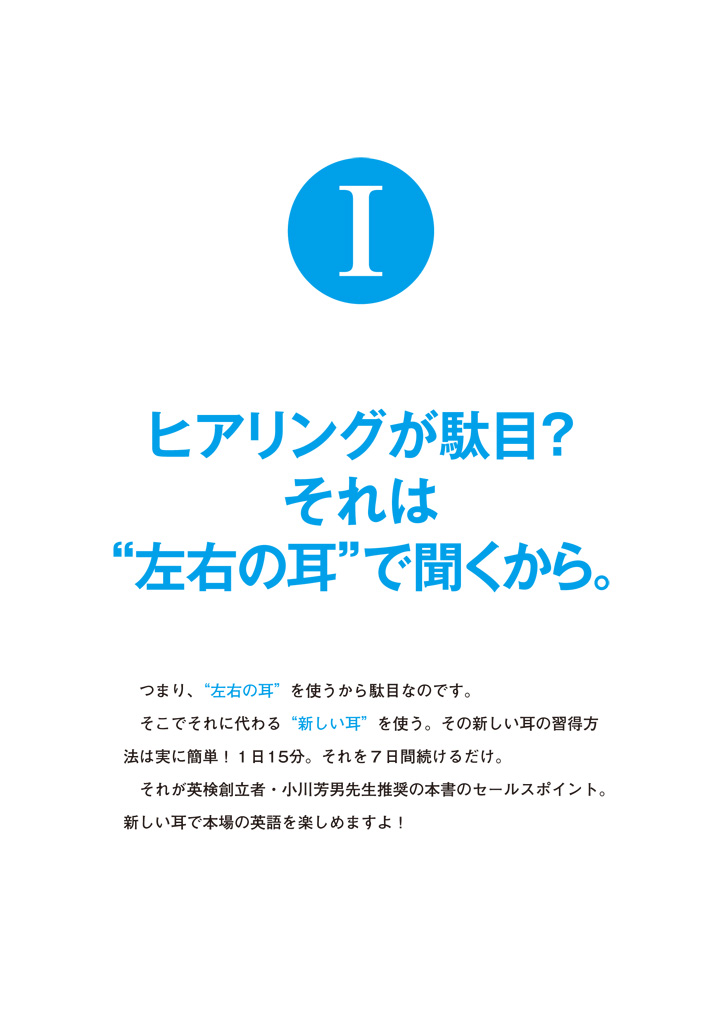 I
ヒアリングが駄目?
それは
“左右の耳”で聞くから。
つまり、“左右の耳”を使うから駄目なのです。
そこでそれに代わる“新しい耳”を使う。その新しい耳の習得方
法は実に簡単！１日15分。それを７日間続けるだけ。
それが英検創立者・小川芳男先生推奨の本書のセールスポイント。
新しい耳で本場の英語を楽しめますよ！